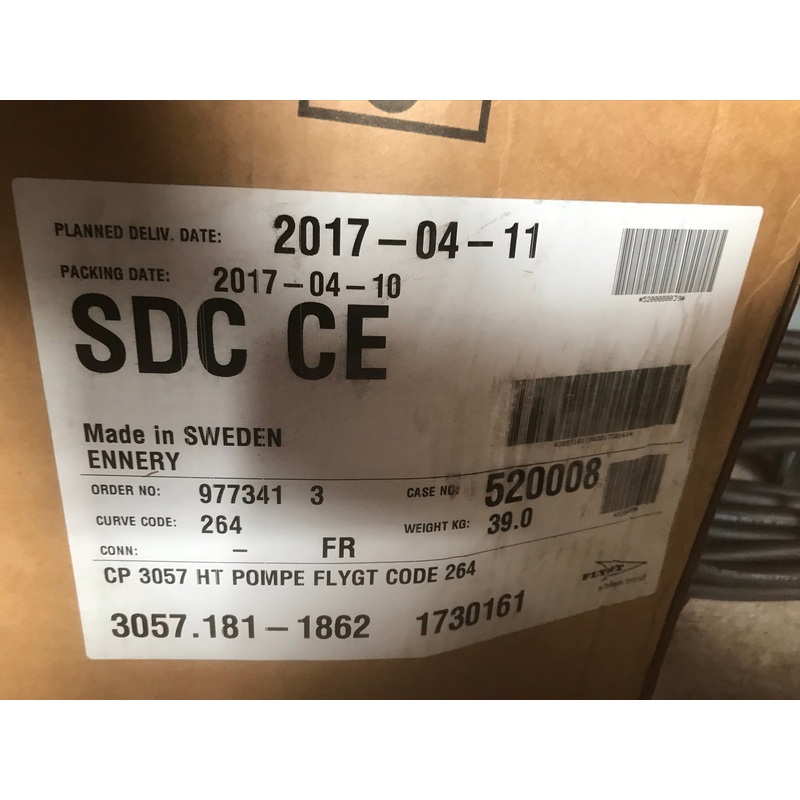 PLANNED DELIV. DATE: 2017-04-11
PACKING DATE: 2017-04-10
SDC CE
Made in SWEDEN
ENNERY
ORDER NO: 977341 3 CASE NO: 520008
CURVE CODE: 264 WEIGHT KG: 39.0
CONN: - FR
CP 3057 HT POMPE FLYGT CODE 264
FLYGT
3057.181-1862 1730161